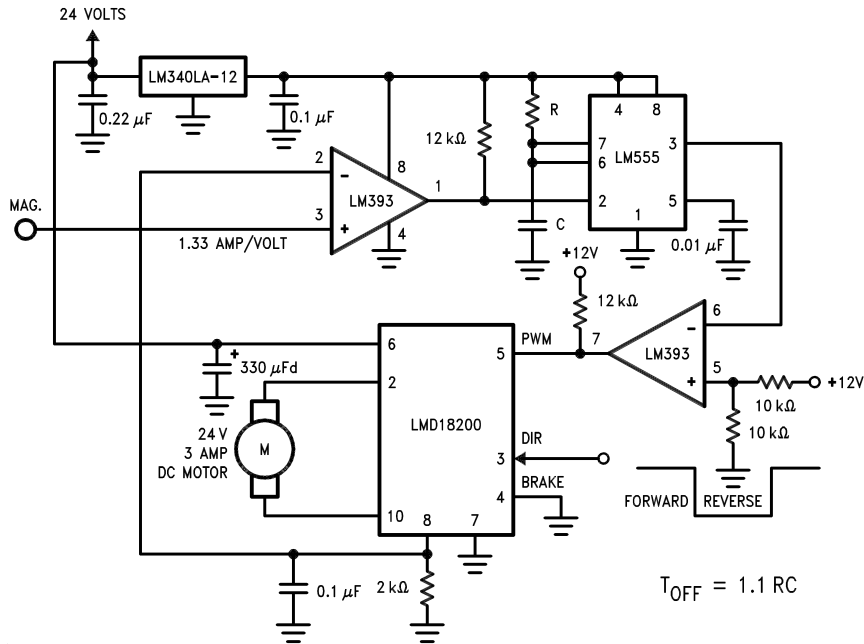 24 VOLTS
LM340LA-12
0.22 μF
0.1 μF
12 kΩ
R
4
8
7
6
3
LM555
2
5
1
C
0.01 μF
2
-
8
LM393
1
3
+
4
MAG.
1.33 AMP/VOLT
+12V
12 kΩ
6
-
LM393
7
5
+
+12V
10 kΩ
10 kΩ
PWM
6
5
+
330 μFd
2
LMD18200
24 V
3 AMP
DC MOTOR
M
DIR
3
BRAKE
4
10
8
7
FORWARD
REVERSE
0.1 μF
2 kΩ
TOFF = 1.1 RC